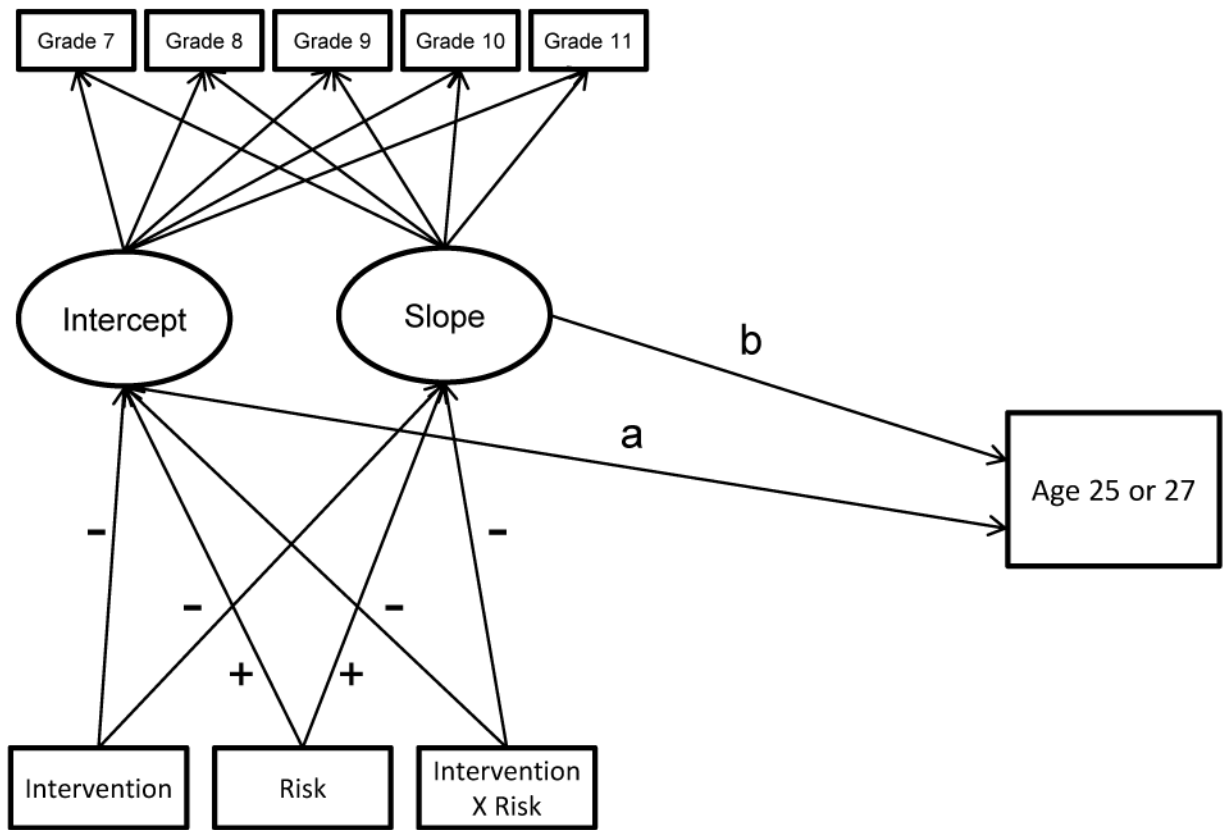 Grade 7
Grade 8
Grade 9
Grade 10
Grade 11
Intercept
Slope
b
a
Age 25 or 27
-
-
-
-
+
+
Intervention
Risk
Intervention
X Risk